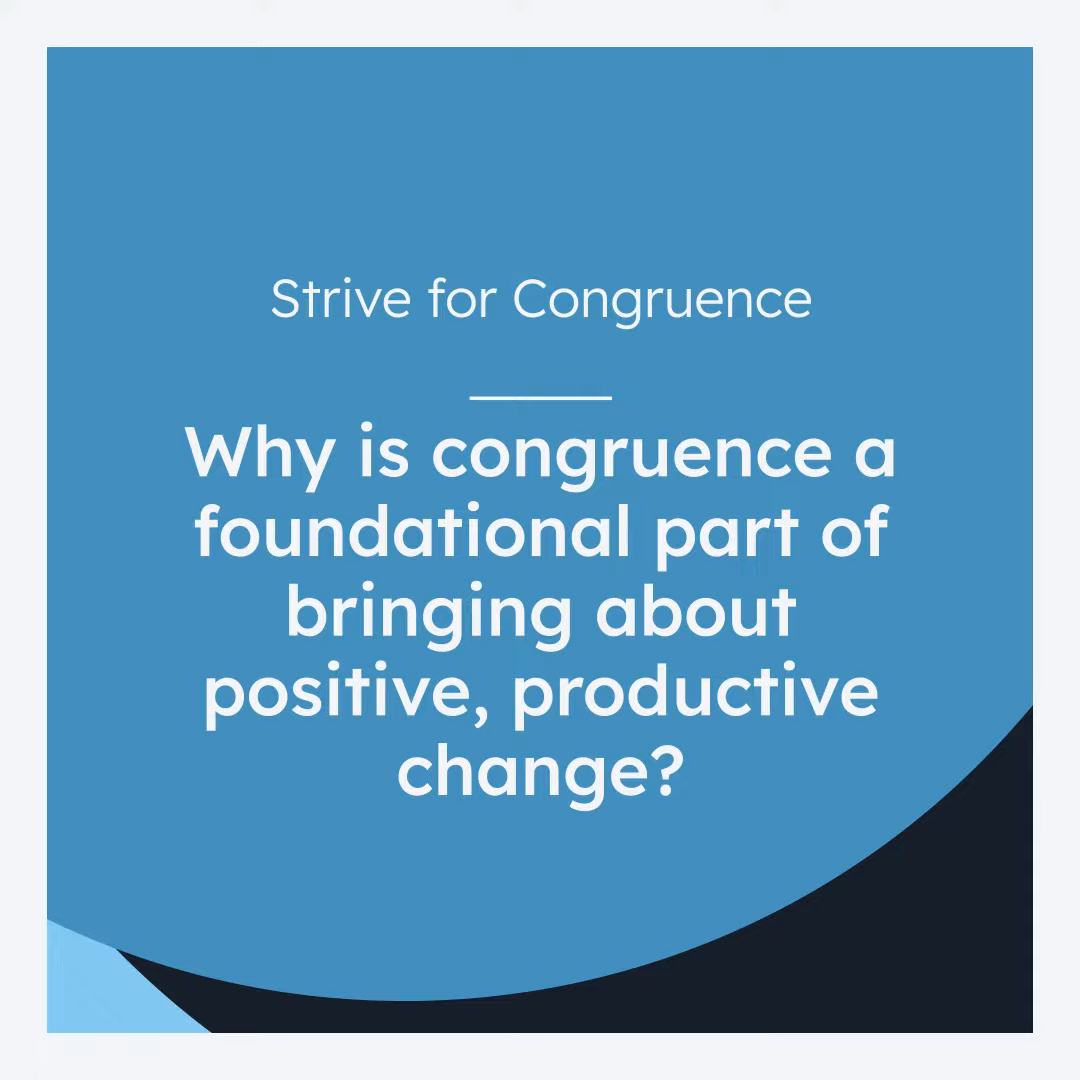 Strive for Congruence
Why is congruence a
foundational part of
bringing about
positive, productive
change?